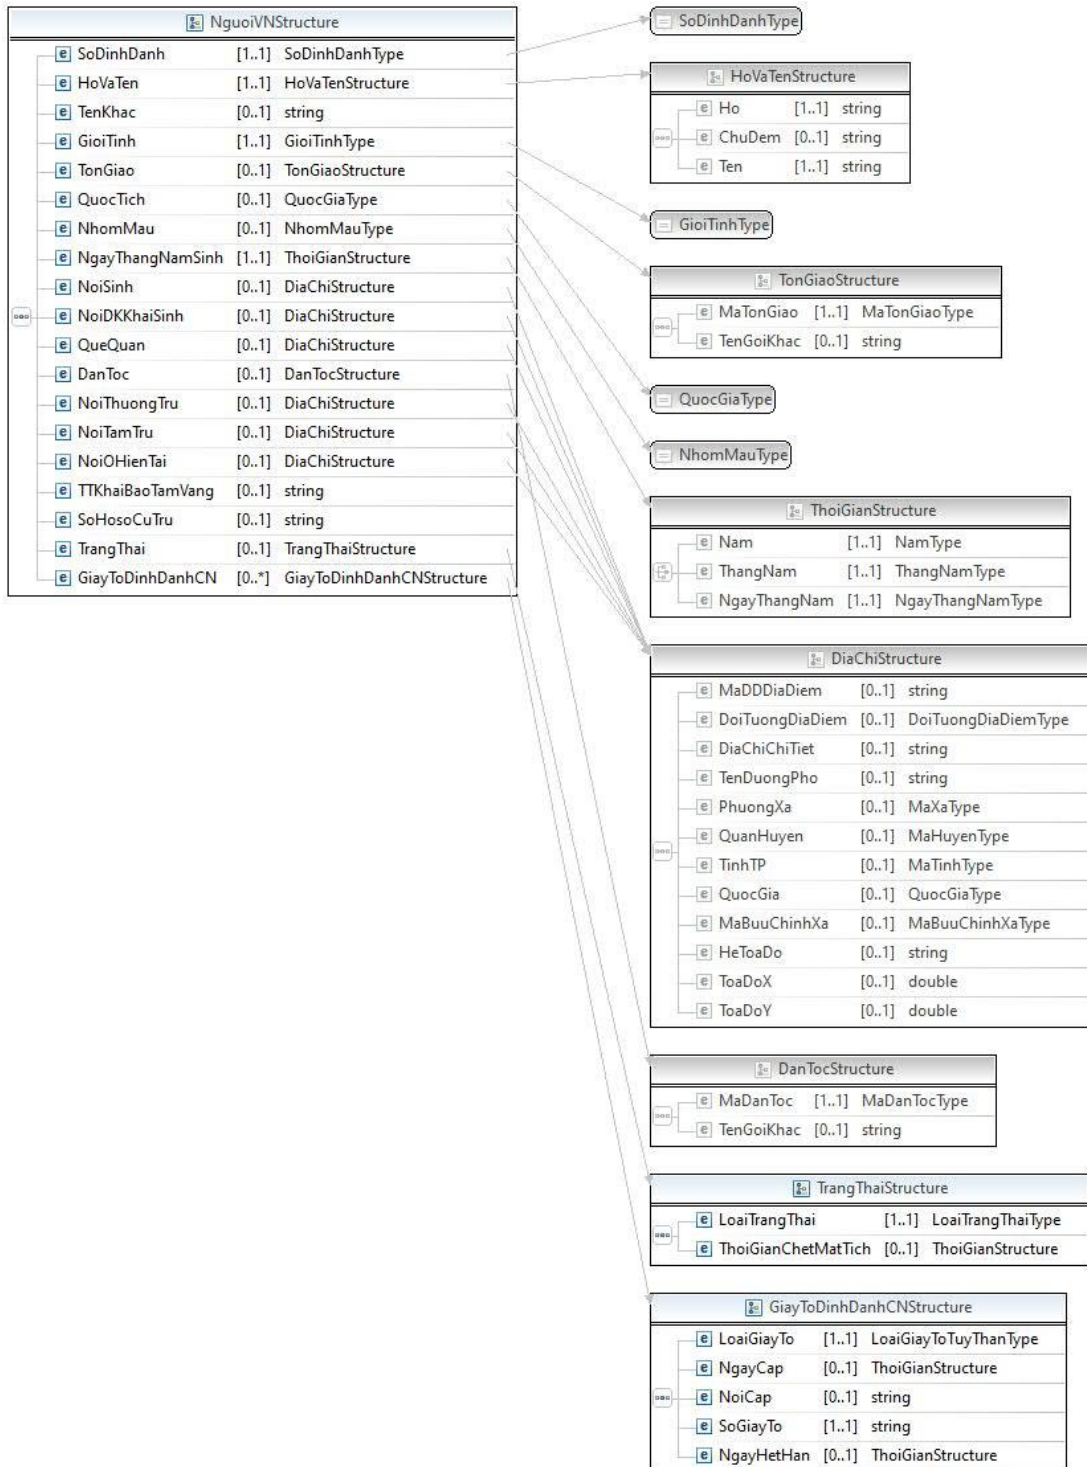 NguoiVNStructure
SoDinhDanh [1..1] SoDinhDanhType
HoVaTen [1..1] HoVaTenStructure
TenKhac [0..1] string
GioiTinh [1..1] GioiTinhType
TonGiao [0..1] TonGiaoStructure
QuocTich [0..1] QuocGiaType
NhomMau [0..1] NhomMauType
NgayThangNamSinh [1..1] ThoiGianStructure
NoiSinh [0..1] DiaChiStructure
NoiDKKhaiSinh [0..1] DiaChiStructure
QueQuan [0..1] DiaChiStructure
DanToc [0..1] DanTocStructure
NoiThuongTru [0..1] DiaChiStructure
NoiTamTru [0..1] DiaChiStructure
NoiOHienTai [0..1] DiaChiStructure
TTKhaiBaoTamVang [0..1] string
SoHosoCuTru [0..1] string
TrangThai [0..1] TrangThaiStructure
GiayToDinhDanhCN [0..*] GiayToDinhDanhCNStructure
SoDinhDanhType
HoVaTenStructure
Ho [1..1] string
ChuDem [0..1] string
Ten [1..1] string
GioiTinhType
TonGiaoStructure
MaTonGiao [1..1] MaTonGiaoType
TenGoiKhac [0..1] string
QuocGiaType
NhomMauType
ThoiGianStructure
Nam [1..1] NamType
ThangNam [1..1] ThangNamType
NgayThangNam [1..1] NgayThangNamType
DiaChiStructure
MaDDDiaDiem [0..1] string
DoiTuongDiaDiem [0..1] DoiTuongDiaDiemType
DiaChiChiTiet [0..1] string
TenDuongPho [0..1] string
PhuongXa [0..1] MaXaType
QuanHuyen [0..1] MaHuyenType
TinhTP [0..1] MaTinhType
QuocGia [0..1] QuocGiaType
MaBuuChinhXa [0..1] MaBuuChinhXaType
HeToaDo [0..1] string
ToaDoX [0..1] double
ToaDoY [0..1] double
DanTocStructure
MaDanToc [1..1] MaDanTocType
TenGoiKhac [0..1] string
TrangThaiStructure
LoaiTrangThai [1..1] LoaiTrangThaiType
ThoiGianChetMatTich [0..1] ThoiGianStructure
GiayToDinhDanhCNStructure
LoaiGiayTo [1..1] LoaiGiayToTuyThanType
NgayCap [0..1] ThoiGianStructure
NoiCap [0..1] string
SoGiayTo [1..1] string
NgayHetHan [0..1] ThoiGianStructure